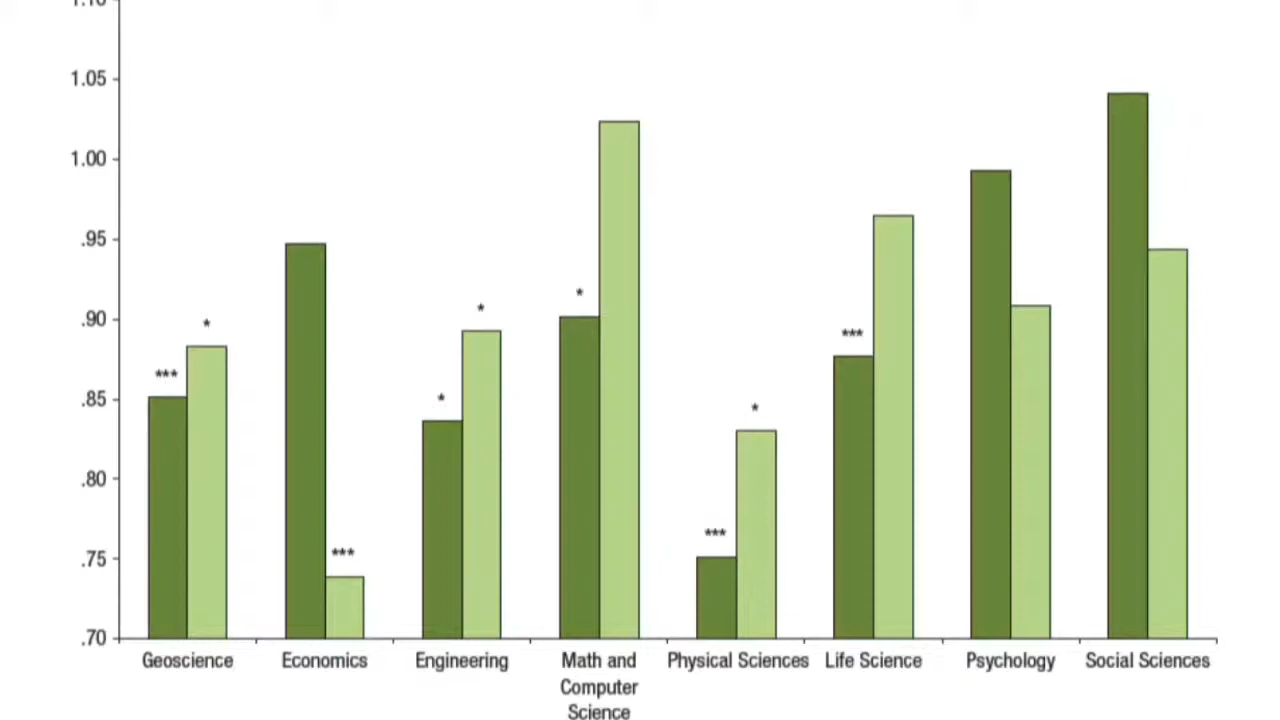 1.10
1.05
1.00
.95
.90
.85
.80
.75
.70
***
*
***
*
*
*
***
*
***
Geoscience
Economics
Engineering
Math and
Computer
Science
Physical Sciences
Life Science
Psychology
Social Sciences